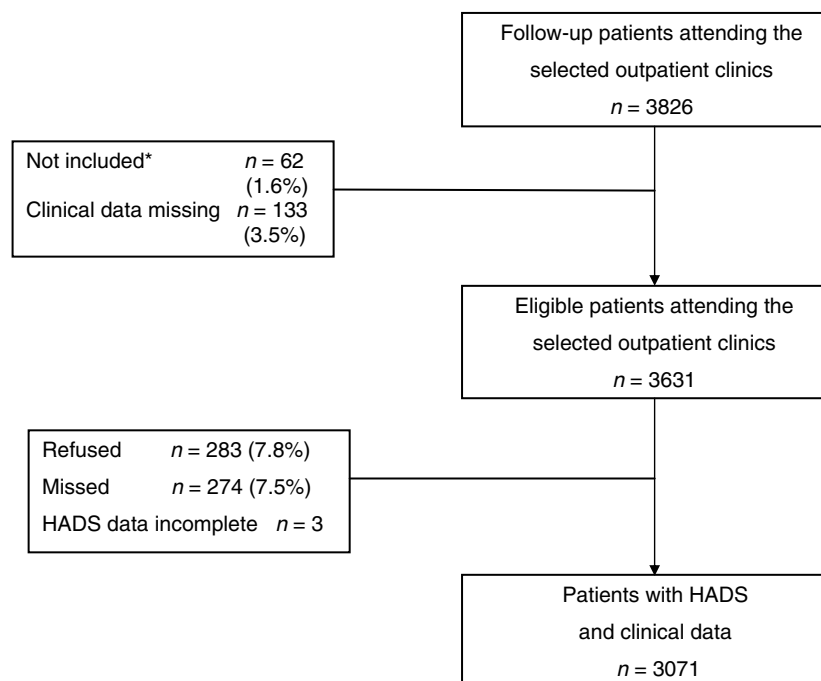 Follow-up patients attending the
selected outpatient clinics
n = 3826
Not included* n = 62
(1.6%)
Clinical data missing n = 133
(3.5%)
Eligible patients attending the
selected outpatient clinics
n = 3631
Refused n = 283 (7.8%)
Missed n = 274 (7.5%)
HADS data incomplete n = 3
Patients with HADS
and clinical data
n = 3071